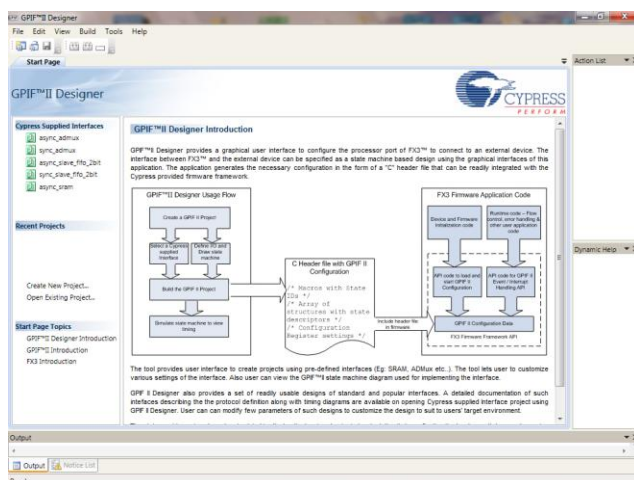 GPIF™II Designer
File Edit View Build Tools Help
Start Page
Action List
GPIF™II Designer
CYPRESS
PERFORM
Cypress Supplied Interfaces
async_admux
sync_admux
async_slave_fifo_2bit
sync_slave_fifo_2bit
async_sram
Recent Projects
Create New Project...
Open Existing Project...
Start Page Topics
GPIF™II Designer Introduction
GPIF™II Introduction
FX3 Introduction
GPIF™II Designer Introduction
GPIF™II Designer provides a graphical user interface to configure the processor port of FX3™ to connect to an external device. The
interface between FX3™ and the external device can be specified as a state machine based design using the graphical interfaces of this
application. The application generates the necessary configuration in the form of a "C" header file that can be readily integrated with the
Cypress provided firmware framework.
GPIF™II Designer Usage Flow
Create a GPIF II Project
Select a Cypress
supplied
Interface
Define I/O and
Draw state
machine
Build the GPIF II Project
Simulate state machine to view
timing
C Header file with GPIF II
Configuration
/* Macros with State
IDs */
/* Array of
structures with state
descriptors */
/* Configuration
Register settings */
Include header file
in firmware
FX3 Firmware Application Code
Device and Firmware
Initialization code
Runtime code – Flow
control, error handling &
other user application
code
API code to load and
start GPIF II
Configuration
API code for GPIF II
Event / Interrupt
Handling API
GPIF II Configuration Data
FX3 Firmware Framework API
The tool provides user interface to create projects using pre-defined interfaces (Eg: SRAM, ADMux etc..). The tool lets user to customize
various settings of the interface. Also user can view the GPIF™II state machine diagram used for implementing the interface.
GPIF II Designer also provides a set of readily usable designs of standard and popular interfaces. A detailed documentation of such
interfaces describing the the protocol definition along with timing diagrams are available on opening Cypress supplied interface project using
GPIF II Designer. User can can modify few parameters of such designs to customize the design to suit to users' target environment.
Dynamic Help
Output
Output Notice List